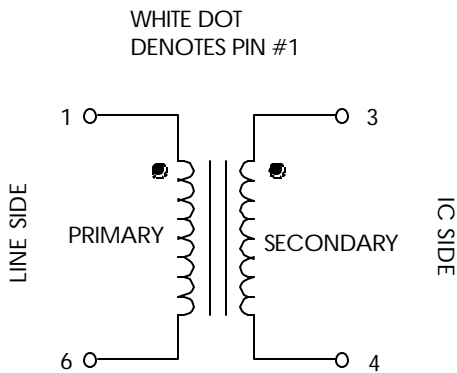 WHITE DOT
DENOTES PIN #1
1
3
LINE SIDE
PRIMARY
SECONDARY
IC SIDE
6
4